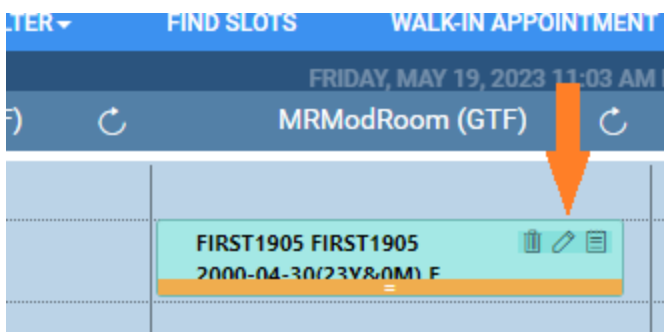 LTER FIND SLOTS WALK-IN APPOINTMENT
FRIDAY, MAY 19, 2023 11:03 AM
F) MRModRoom (GTF)
FIRST1905 FIRST1905
2000-04-30(23Y&0M) F
=